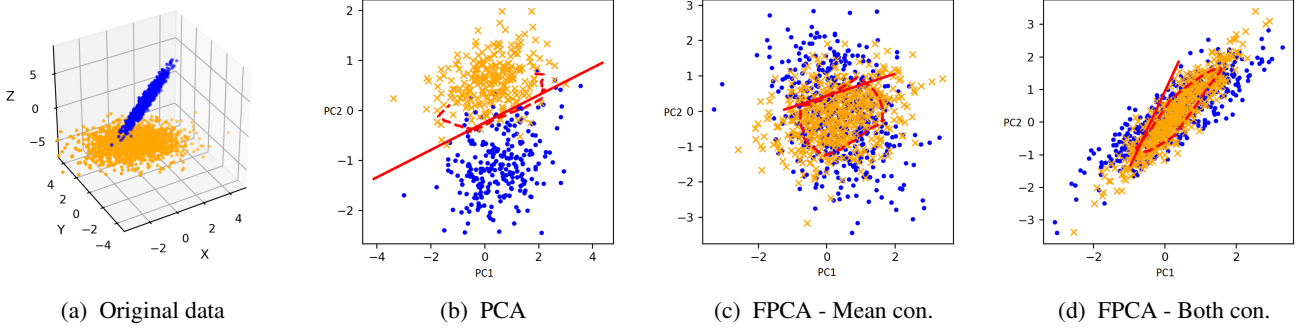 Z
5
0
−5
4
2
0
−2
−4
Y
−2
0
2
4
X
2
1
PC2 0
−1
−2
−4 −2 0 2 4
PC1
3
2
1
PC2 0
−1
−2
−3
−2 0 2
PC1
3
2
1
PC2 0
−1
−2
−3
−2 0 2
PC1
(a) Original data
(b) PCA
(c) FPCA - Mean con.
(d) FPCA - Both con.